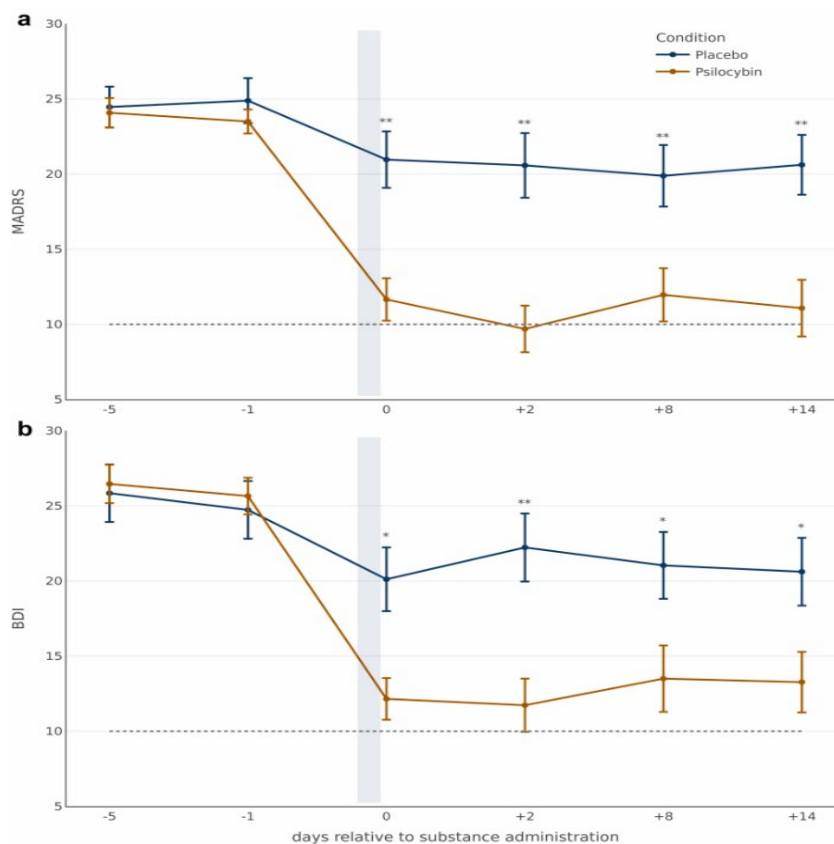 a
30
Condition
Placebo
Psilocybin
25
** ** ** **
20
MADRS
15
10
5
-5 -1 0 +2 +8 +14
b
30
25
* ** * *
20
BDI
15
10
5
-5 -1 0 +2 +8 +14
days relative to substance administration